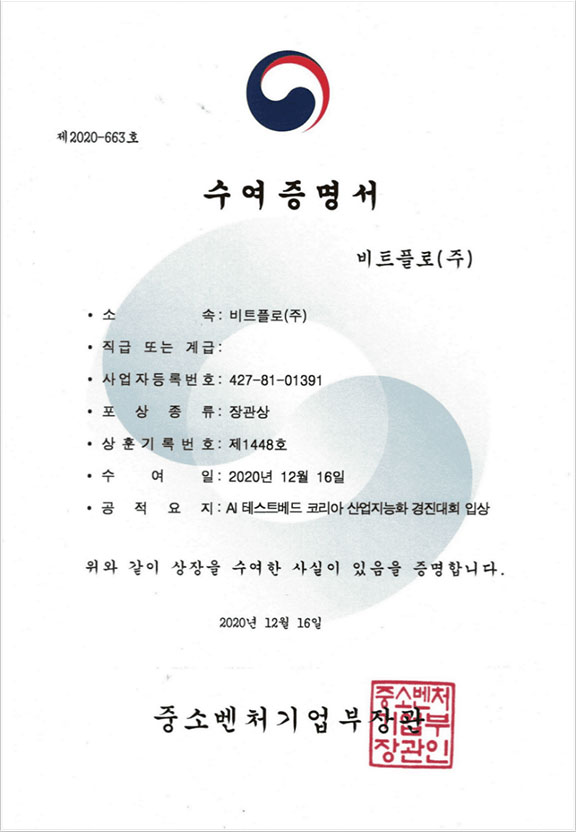 제2020-663호
수여증명서
비트플로(주)
• 소 속 : 비트플로(주)
• 직급 또는 계급 :
• 사업자등록번호 : 427-81-01391
• 포 상 종 류 : 장관상
• 상훈기록번호 : 제1448호
• 수 여 일 : 2020년 12월 16일
• 공 적 요 지 : AI 테스트베드 코리아 산업지능화 경진대회 입상
위와 같이 상장을 수여한 사실이 있음을 증명합니다.
2020년 12월 16일
중소벤처기업부장관
중소벤처
기업부
장관인